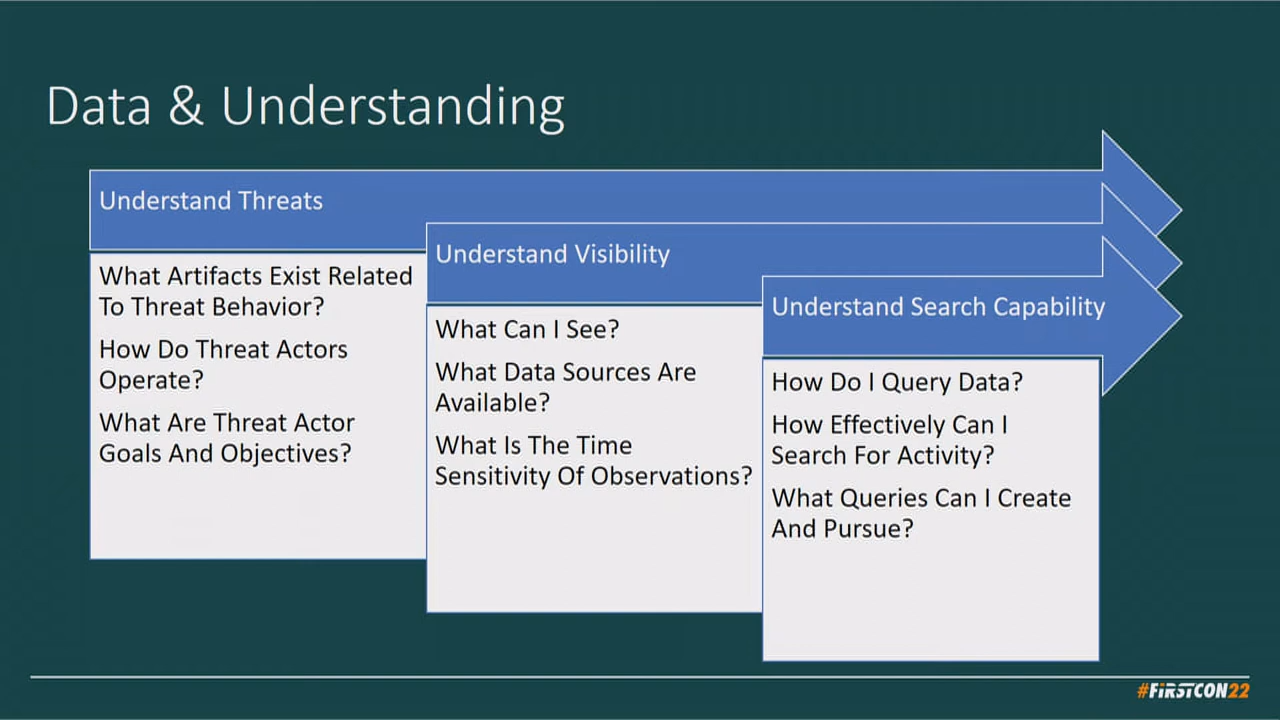 Data & Understanding
Understand Threats
What Artifacts Exist Related
To Threat Behavior?
How Do Threat Actors
Operate?
What Are Threat Actor
Goals And Objectives?
Understand Visibility
What Can I See?
What Data Sources Are
Available?
What Is The Time
Sensitivity Of Observations?
Understand Search Capability
How Do I Query Data?
How Effectively Can I
Search For Activity?
What Queries Can I Create
And Pursue?
#FiRSTCON22